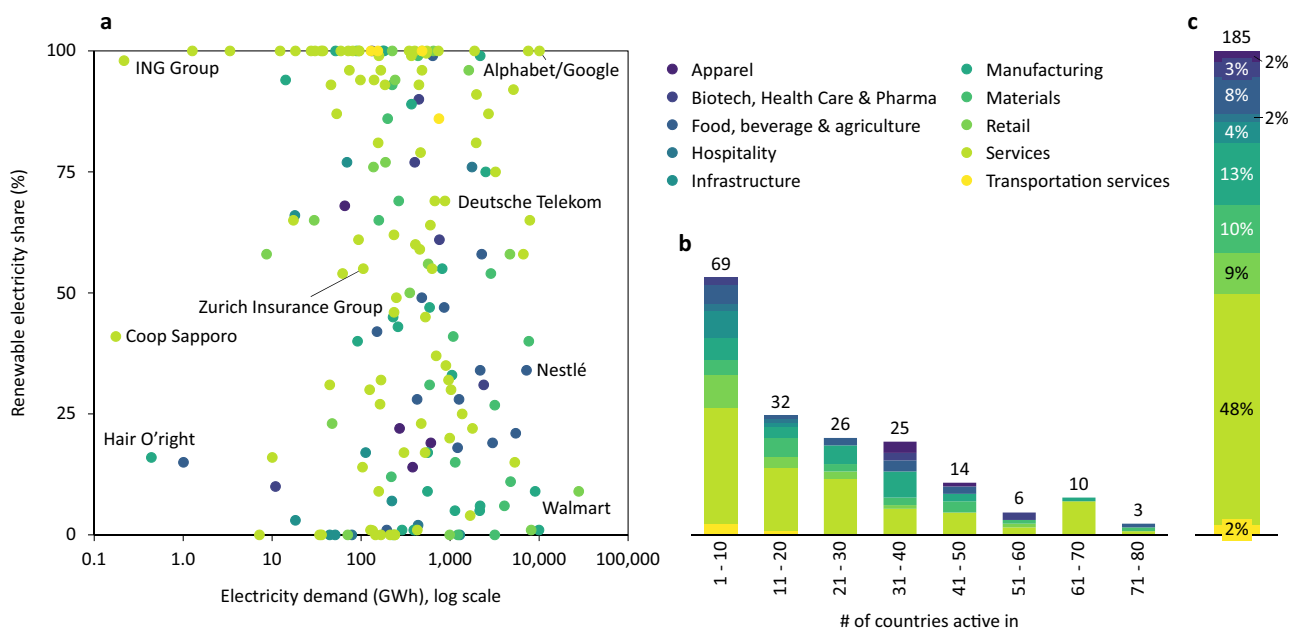 a
Renewable electricity share (%)
100
75
50
25
0
ING Group
Alphabet/Google
Deutsche Telekom
Zurich Insurance Group
Coop Sapporo
Nestlé
Hair O’right
Walmart
0.1
1.0
10
100
1,000
10,000
100,000
Electricity demand (GWh), log scale
Apparel
Biotech, Health Care & Pharma
Food, beverage & agriculture
Hospitality
Infrastructure
Manufacturing
Materials
Retail
Services
Transportation services
b
69
32
26
25
14
6
10
3
1 - 10
11 - 20
21 - 30
31 - 40
41 - 50
51 - 60
61 - 70
71 - 80
# of countries active in
c
185
2%
3%
8%
2%
4%
13%
10%
9%
48%
2%